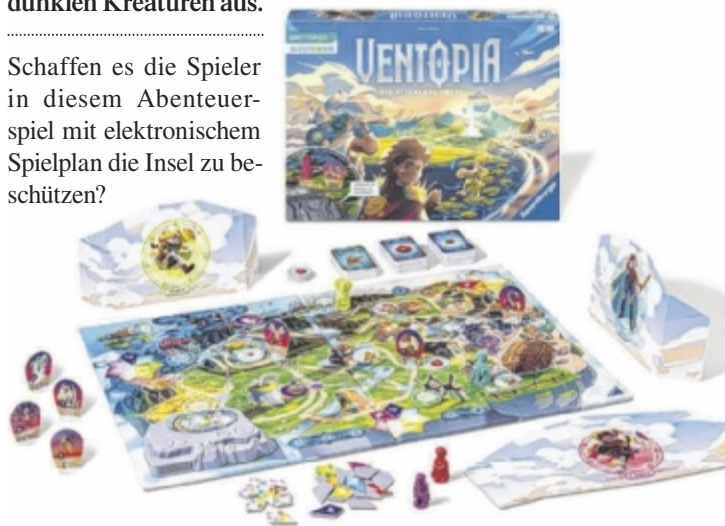 dunklen Kreaturen aus.
Schaffen es die Spieler
in diesem Abenteuer-
spiel mit elektronischem
Spielplan die Insel zu be-
schützen?
VENTOPIA
Ravensburger